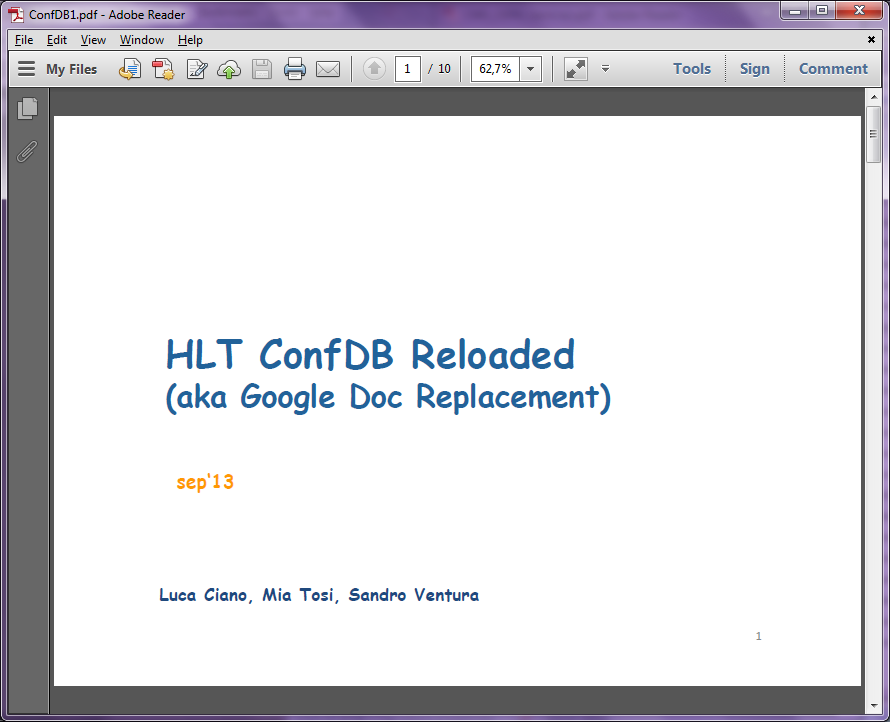 ConfDB1.pdf - Adobe Reader
File Edit View Window Help
My Files 1 / 10 62,7% Tools Sign Comment
HLT ConfDB Reloaded
(aka Google Doc Replacement)
sep'13
Luca Ciano, Mia Tosi, Sandro Ventura
1